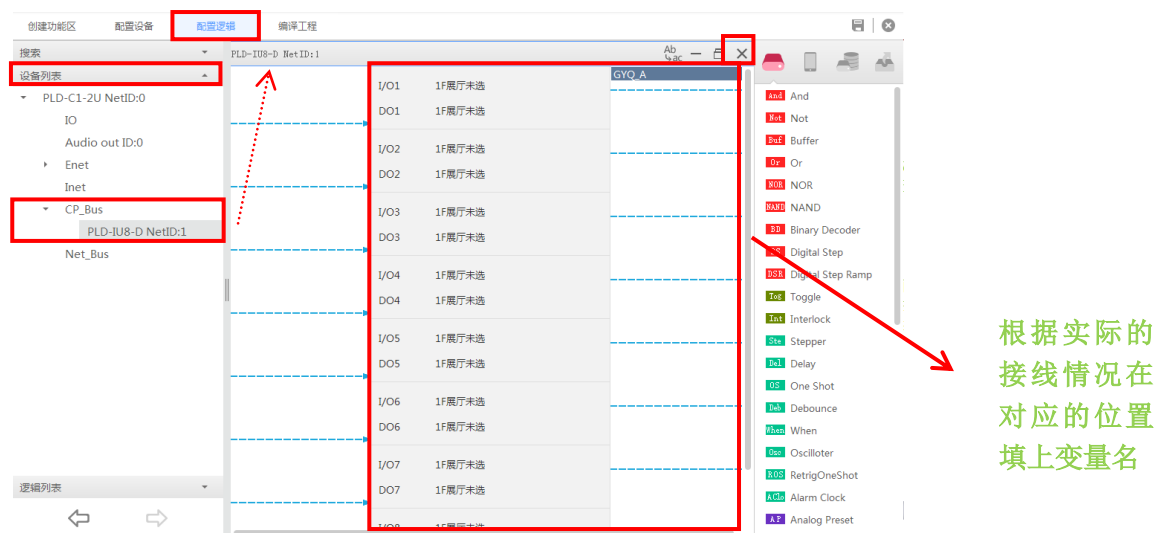 创建功能区 配置设备 配置逻辑 编译工程
搜索
设备列表
PLD-C1-2U NetID:0
IO
Audio out ID:0
Enet
Inet
CP_Bus
PLD-IU8-D NetID:1
Net_Bus
逻辑列表
PLD-IU8-D NetID:1
Ab
ac
GYQ_A
I/O1 1F展厅未选
DO1 1F展厅未选
I/O2 1F展厅未选
DO2 1F展厅未选
I/O3 1F展厅未选
DO3 1F展厅未选
I/O4 1F展厅未选
DO4 1F展厅未选
I/O5 1F展厅未选
DO5 1F展厅未选
I/O6 1F展厅未选
DO6 1F展厅未选
I/O7 1F展厅未选
DO7 1F展厅未选
I/O8 1F展厅未选
And And
Not Not
Buf Buffer
Or Or
NOR NOR
NAND NAND
BD Binary Decoder
DS Digital Step
DSR Digital Step Ramp
Tog Toggle
Int Interlock
Ste Stepper
Del Delay
OS One Shot
Deb Debounce
When When
Osc Oscilloter
ROS RetrigOneShot
AClo Alarm Clock
AP Analog Preset
根据实际的
接线情况在
对应的位置
填上变量名